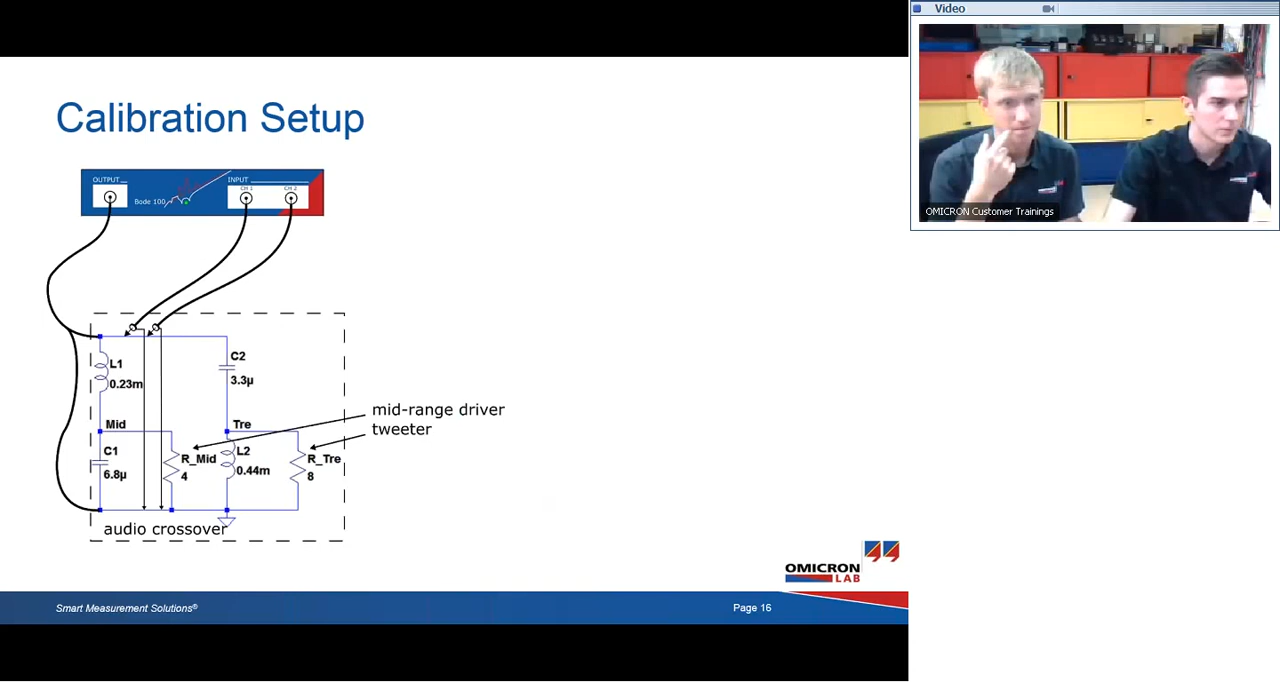 Video
Calibration Setup
OUTPUT
INPUT
CH 1
CH 2
Bode 100
OMICRON Customer Trainings
C2
L1
3.3µ
0.23m
mid-range driver
Mid
Tre
tweeter
C1
L2
R_Mid
R_Tre
6.8µ
0.44m
4
8
audio crossover
OMICRON
LAB
Smart Measurement Solutions®
Page 16